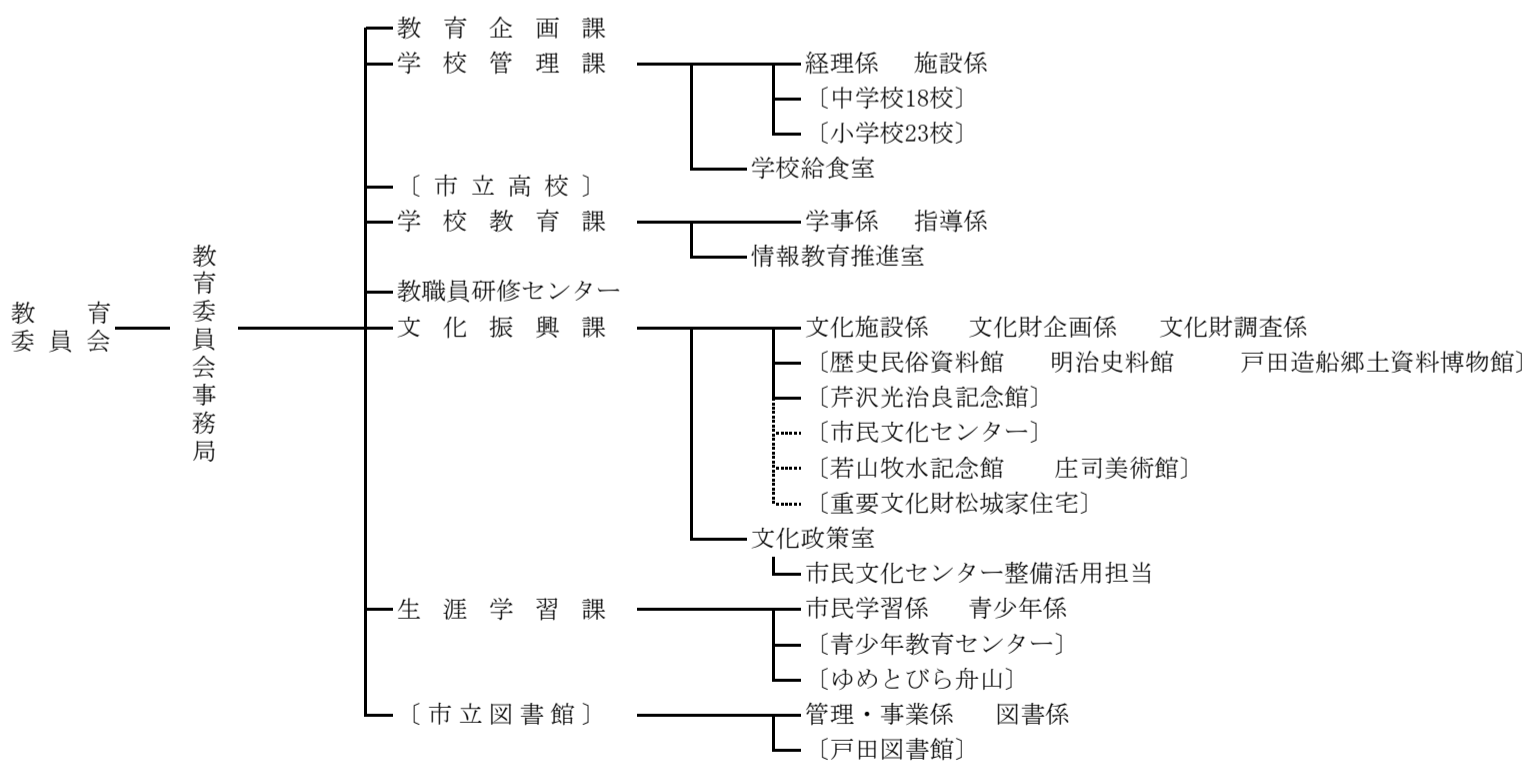 教育企画課
学校管理課 経理係 施設係
〔中学校18校〕
〔小学校23校〕
学校給食室
〔市立高校〕
学校教育課 学事係 指導係
情報教育推進室
教育委員会
教育委員会事務局
教職員研修センター
文化振興課 文化施設係 文化財企画係 文化財調査係
〔歴史民俗資料館 明治史料館 戸田造船郷土資料博物館〕
〔芹沢光治良記念館〕
〔市民文化センター〕
〔若山牧水記念館 庄司美術館〕
〔重要文化財松城家住宅〕
文化政策室
市民文化センター整備活用担当
生涯学習課 市民学習係 青少年係
〔青少年教育センター〕
〔ゆめとびら舟山〕
〔市立図書館〕 管理・事業係 図書係
〔戸田図書館〕